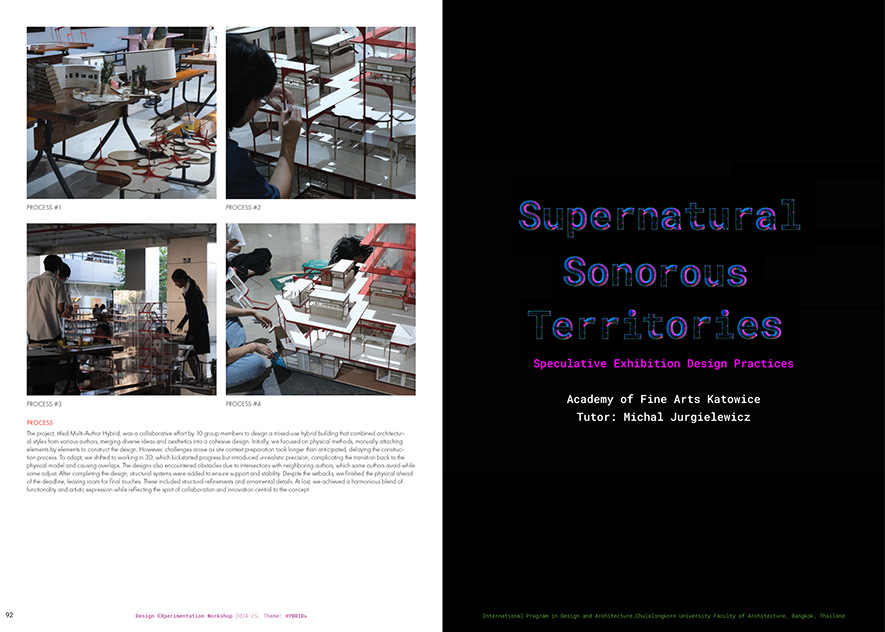 PROCESS #1
PROCESS #2
PROCESS #3
PROCESS #4
PROCESS
The project, titled Multi-Author Hybrid, was a collaborative effort by 10 group members to design a mixed-use hybrid building that combined architectur-
al styles from various authors, merging diverse ideas and aesthetics into a cohesive design. Initially, we focused on physical methods, manually attaching
elements by elements to construct the design. However, challenges arose as site context preparation took longer than anticipated, delaying the construc-
tion process. To adapt, we shifted to working in 3D, which kickstarted progress but introduced unrealistic precision, complicating the transition back to the
physical model and causing overlaps. The designs also encountered obstacles due to intersections with neighboring authors, which some authors avoid while
some adjust. After completing the design, structural systems were added to ensure support and stability. Despite the setbacks, we finished the physical ahead
of the deadline, leaving room for final touches. These included structural refinements and ornamental details. At last, we achieved a harmonious blend of
functionality and artistic expression while reflecting the spirit of collaboration and innovation central to the concept.
92
Design EXperimentation Workshop 2024-25_ Theme: HYBRIDs
Supernatural
Sonorous
Territories
Speculative Exhibition Design Practices
Academy of Fine Arts Katowice
Tutor: Michal Jurgielewicz
International Program in Design and Architecture,Chulalongkorn University Faculty of Architecture, Bangkok, Thailand